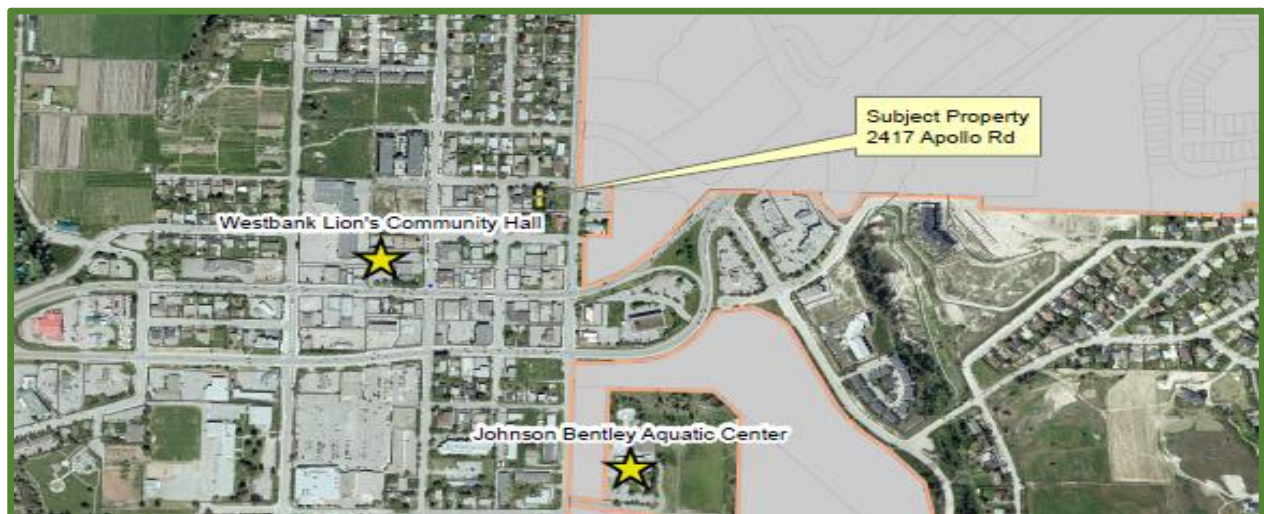 Subject Property
2417 Apollo Rd
Westbank Lion's Community Hall
Johnson Bentley Aquatic Center